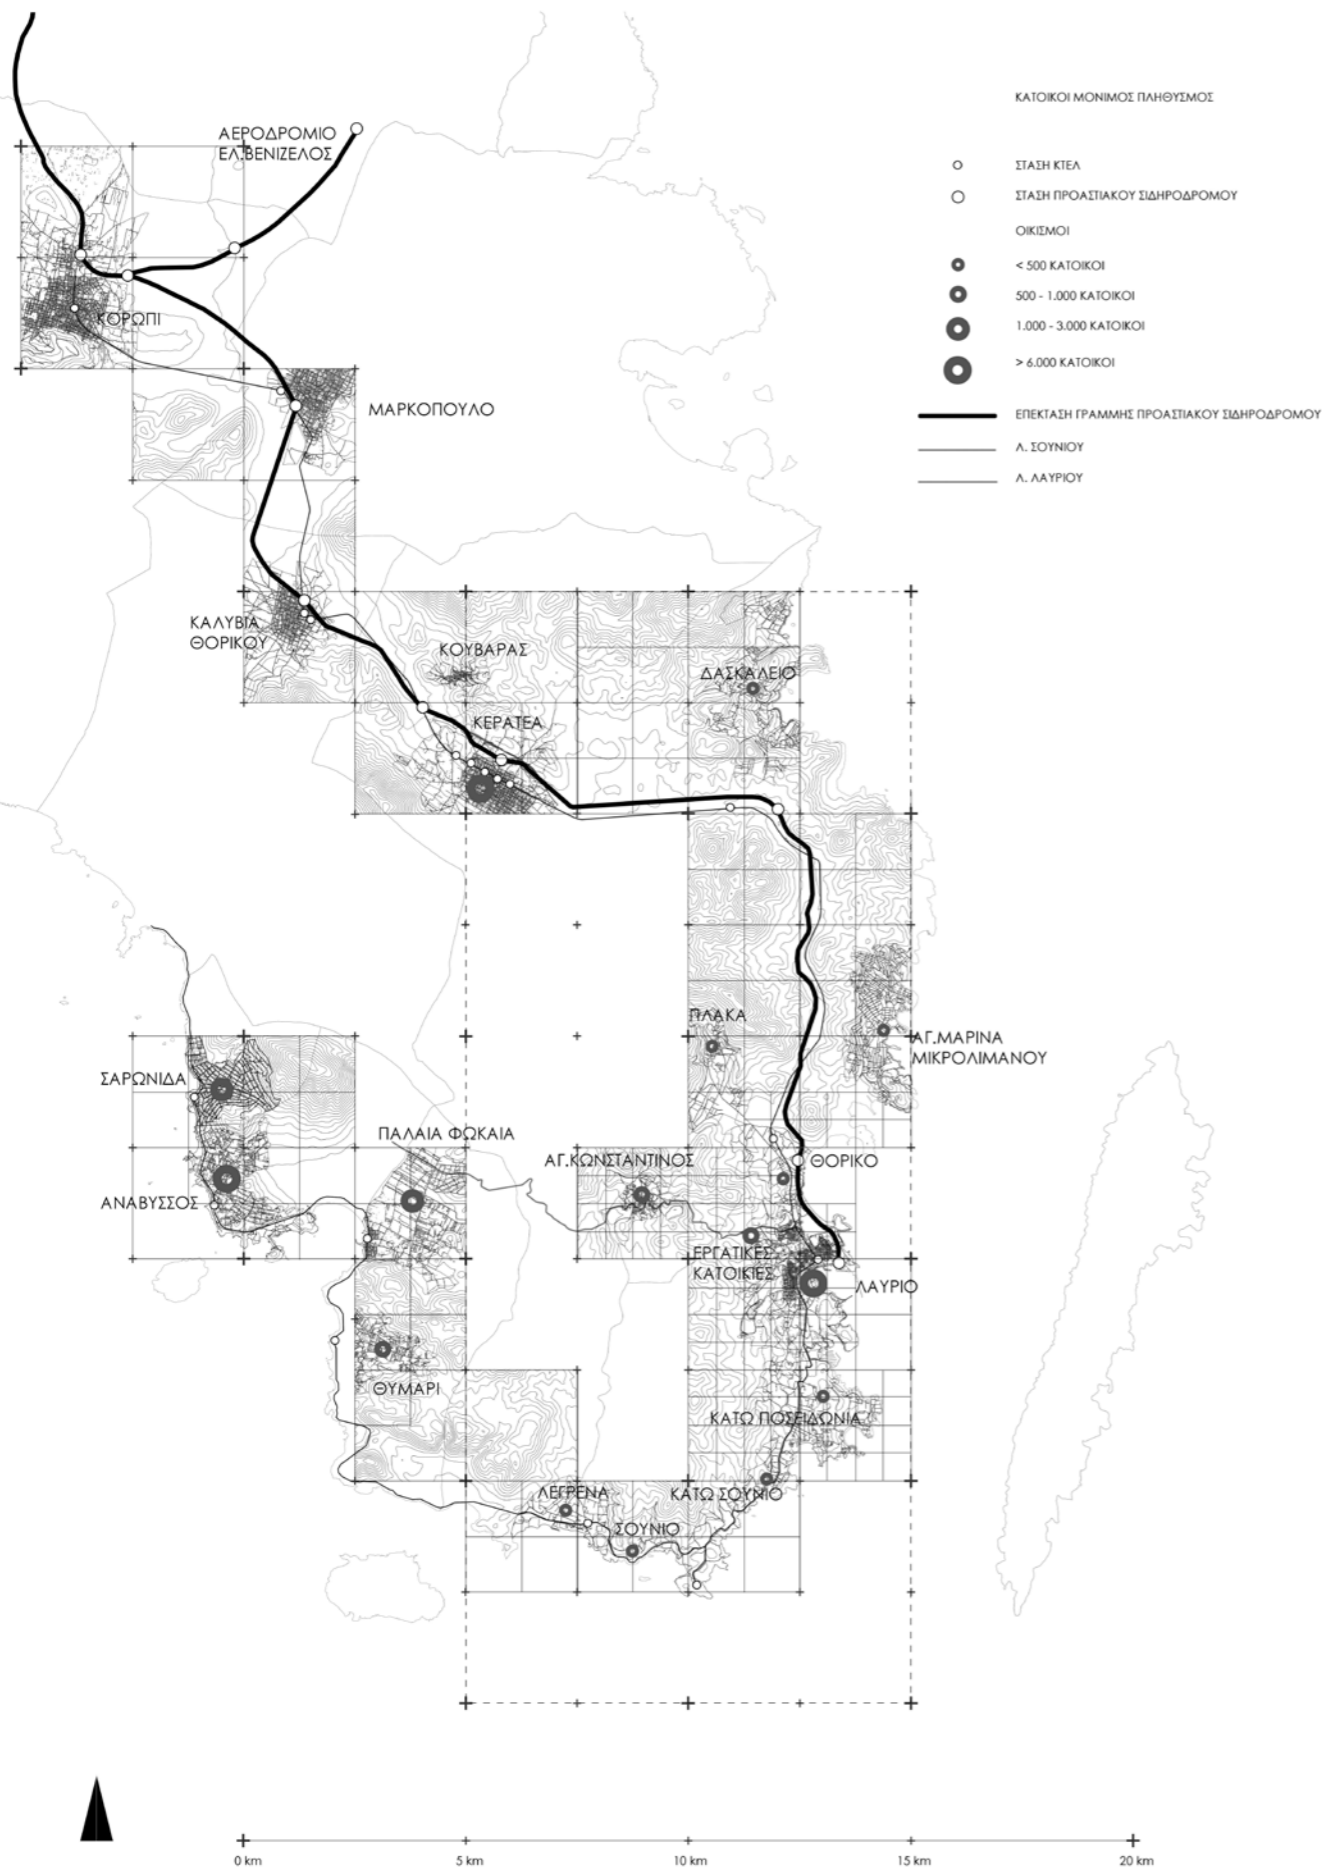 ΚΑΤΟΙΚΟΙ ΜΟΝΙΜΟΣ ΠΛΗΘΥΣΜΟΣ
ΣΤΑΣΗ ΚΤΕΛ
ΣΤΑΣΗ ΠΡΟΑΣΤΙΑΚΟΥ ΣΙΔΗΡΟΔΡΟΜΟΥ
ΟΙΚΙΣΜΟΙ
< 500 ΚΑΤΟΙΚΟΙ
500 - 1.000 ΚΑΤΟΙΚΟΙ
1.000 - 3.000 ΚΑΤΟΙΚΟΙ
> 6.000 ΚΑΤΟΙΚΟΙ
ΕΠΕΚΤΑΣΗ ΓΡΑΜΜΗΣ ΠΡΟΑΣΤΙΑΚΟΥ ΣΙΔΗΡΟΔΡΟΜΟΥ
Λ. ΣΟΥΝΙΟΥ
Λ. ΛΑΥΡΙΟΥ
ΑΕΡΟΔΡΟΜΙΟ
ΕΛ.ΒΕΝΙΖΕΛΟΣ
ΚΟΡΩΠΙ
ΜΑΡΚΟΠΟΥΛΟ
ΚΑΛΥΒΙΑ
ΘΟΡΙΚΟΥ
ΚΟΥΒΑΡΑΣ
ΔΑΣΚΑΛΕΙΟ
ΚΕΡΑΤΕΑ
ΠΛΑΚΑ
ΑΓ.ΜΑΡΙΝΑ
ΜΙΚΡΟΛΙΜΑΝΟΥ
ΣΑΡΩΝΙΔΑ
ΠΑΛΑΙΑ ΦΩΚΑΙΑ
ΑΓ.ΚΩΝΣΤΑΝΤΙΝΟΣ
ΘΟΡΙΚΟ
ΑΝΑΒΥΣΣΟΣ
ΕΡΓΑΤΙΚΕΣ
ΚΑΤΟΙΚΙΕΣ
ΛΑΥΡΙΟ
ΘΥΜΑΡΙ
ΚΑΤΩ ΠΟΣΕΙΔΩΝΙΑ
ΛΕΓΡΕΝΑ
ΚΑΤΩ ΣΟΥΝΙΟ
ΣΟΥΝΙΟ
0 km
5 km
10 km
15 km
20 km